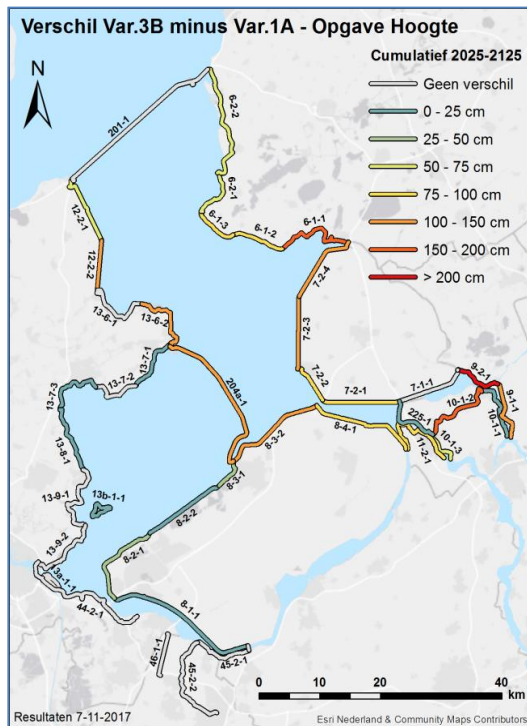 Verschil Var.3B minus Var.1A - Opgave Hoogte
Cumulatief 2025-2125
N
Geen verschil
0 - 25 cm
25 - 50 cm
50 - 75 cm
75 - 100 cm
100 - 150 cm
150 - 200 cm
> 200 cm
201-1
6-2-2
6-2-1
6-1-3
6-1-2
6-1-1
12-2-1
12-2-2
7-2-4
13-6-1
13-6-2
7-2-3
13-7-1
13-7-2
13-7-3
204a-1
7-2-2
7-2-1
7-1-1
9-2-1
9-1-1
10-1-2
10-1-1
225-1
10-1-3
11-2-1
8-4-1
8-3-2
8-3-1
13-8-1
13-9-1
13b-1-1
8-2-2
13-9-2
8-2-1
13a-1-1
44-2-1
8-1-1
46-1-1
45-2-1
45-2-2
0 10 20 40
km
Resultaten 7-11-2017
Esri Nederland & Community Maps Contributors